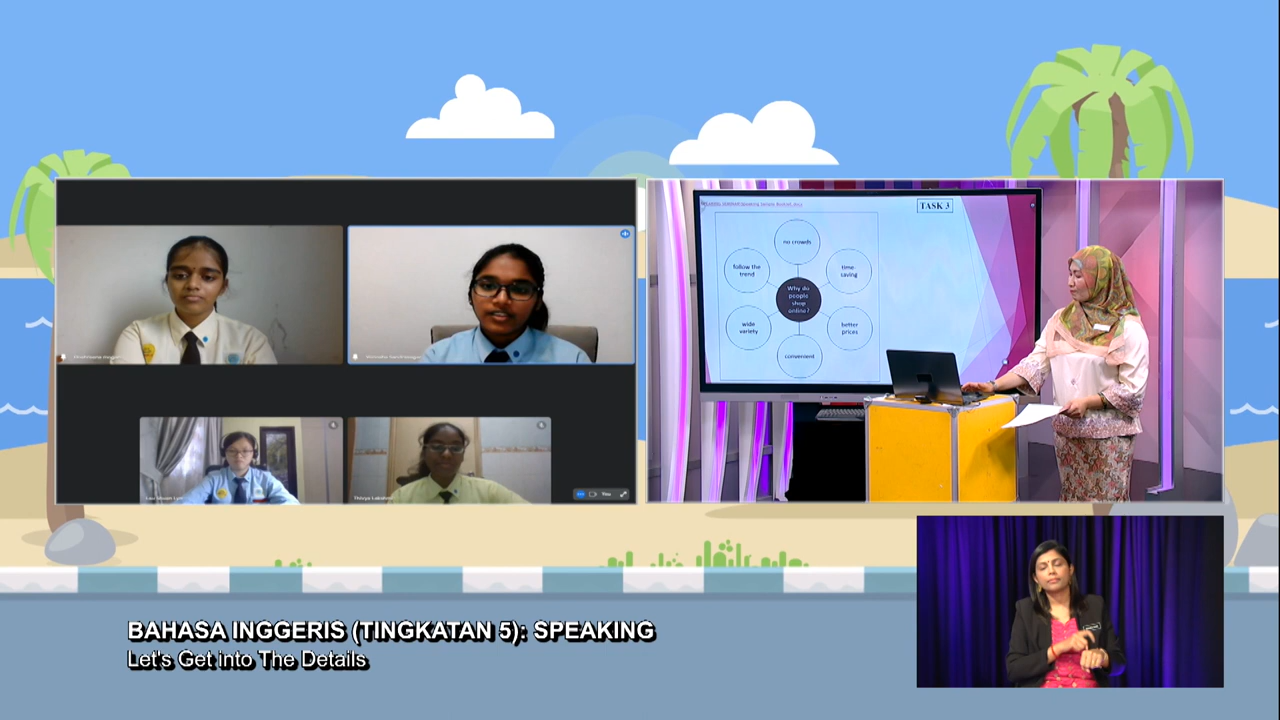 TASK 3
no crowds
follow the
trend
time-
saving
Why do
people
shop
online?
wide
variety
better
prices
convenient
You
BAHASA INGGERIS (TINGKATAN 5): SPEAKING
Let's Get into The Details